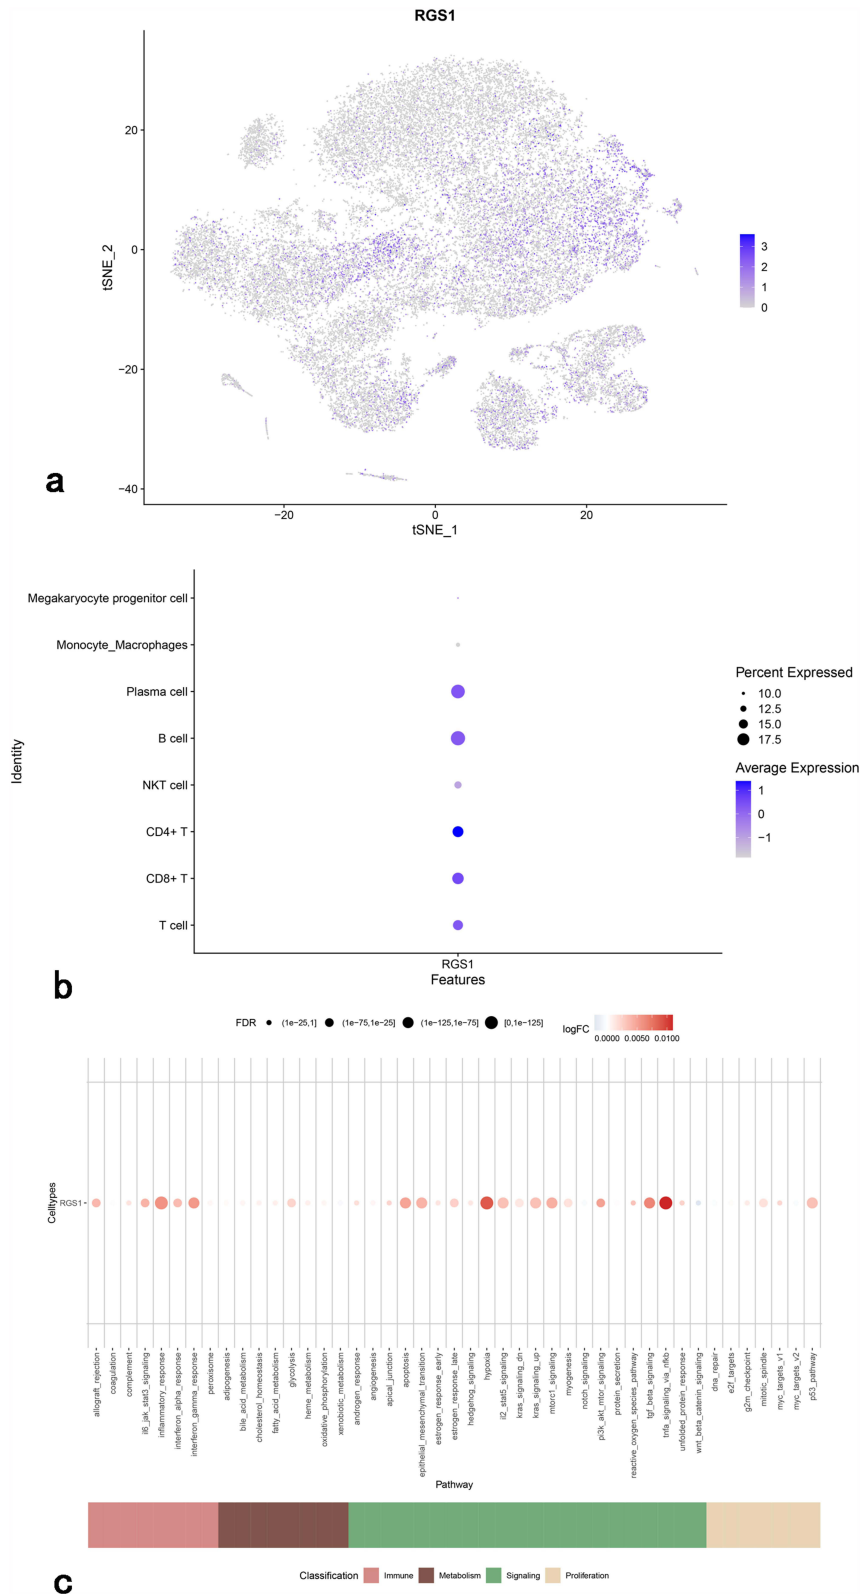 RGS1
20
0
−20
−40
tSNE_2
−20
0
20
tSNE_1
3
2
1
0
a
Megakaryocyte progenitor cell
Monocyte_Macrophages
Plasma cell
B cell
NKT cell
CD4+ T
CD8+ T
T cell
Identity
RGS1
Features
Percent Expressed
10.0
12.5
15.0
17.5
Average Expression
1
0
−1
b
FDR (1e−25,1] (1e−75,1e−25] (1e−125,1e−75] [0,1e−125]
logFC 0.0000 0.0050 0.0100
Celltypes
RGS1
allograft_rejection
coagulation
complement
il6_jak_stat3_signaling
inflammatory_response
interferon_alpha_response
interferon_gamma_response
peroxisome
adipogenesis
bile_acid_metabolism
cholesterol_homeostasis
fatty_acid_metabolism
glycolysis
heme_metabolism
oxidative_phosphorylation
xenobiotic_metabolism
androgen_response
angiogenesis
apical_junction
apoptosis
epithelial_mesenchymal_transition
estrogen_response_early
estrogen_response_late
hedgehog_signaling
hypoxia
il2_stat5_signaling
kras_signaling_dn
kras_signaling_up
mtorc1_signaling
myogenesis
notch_signaling
pi3k_akt_mtor_signaling
protein_secretion
reactive_oxygen_species_pathway
tgf_beta_signaling
tnfa_signaling_via_nfkb
unfolded_protein_response
wnt_beta_catenin_signaling
dna_repair
e2f_targets
g2m_checkpoint
mitotic_spindle
myc_targets_v1
myc_targets_v2
p53_pathway
Pathway
Classification Immune Metabolism Signaling Proliferation
c